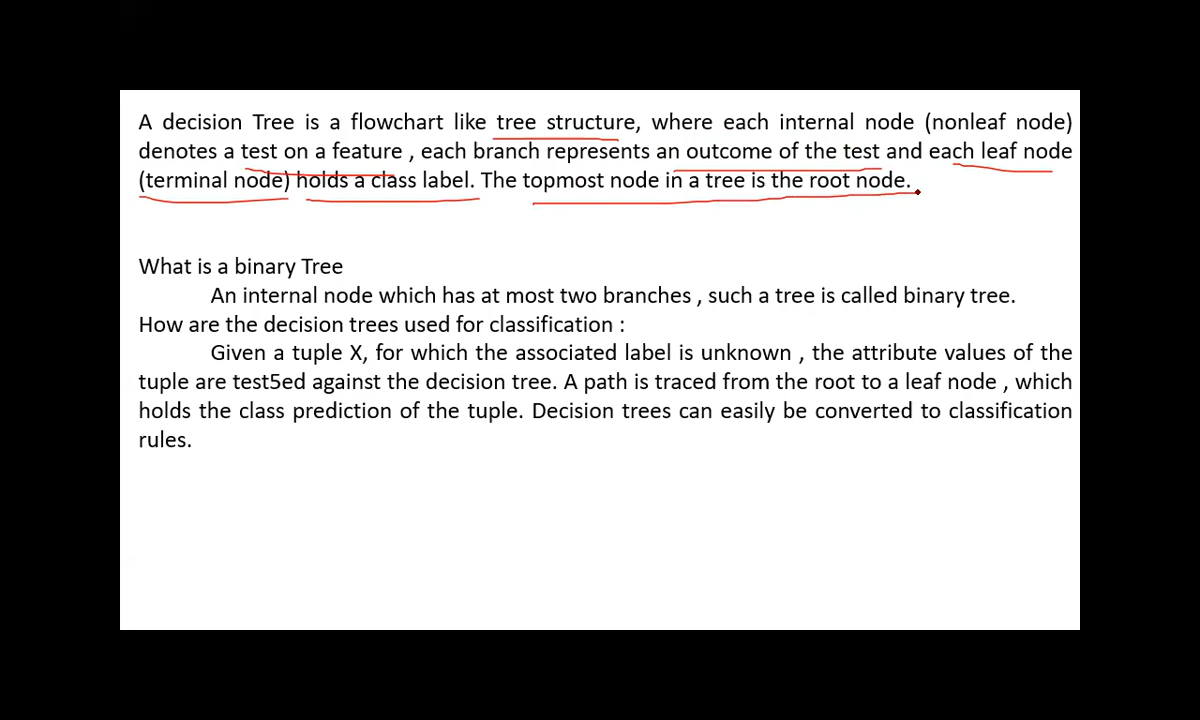 A decision Tree is a flowchart like tree structure, where each internal node (nonleaf node)
denotes a test on a feature , each branch represents an outcome of the test and each leaf node
(terminal node) holds a class label. The topmost node in a tree is the root node.
What is a binary Tree
An internal node which has at most two branches , such a tree is called binary tree.
How are the decision trees used for classification :
Given a tuple X, for which the associated label is unknown , the attribute values of the
tuple are test5ed against the decision tree. A path is traced from the root to a leaf node , which
holds the class prediction of the tuple. Decision trees can easily be converted to classification
rules.